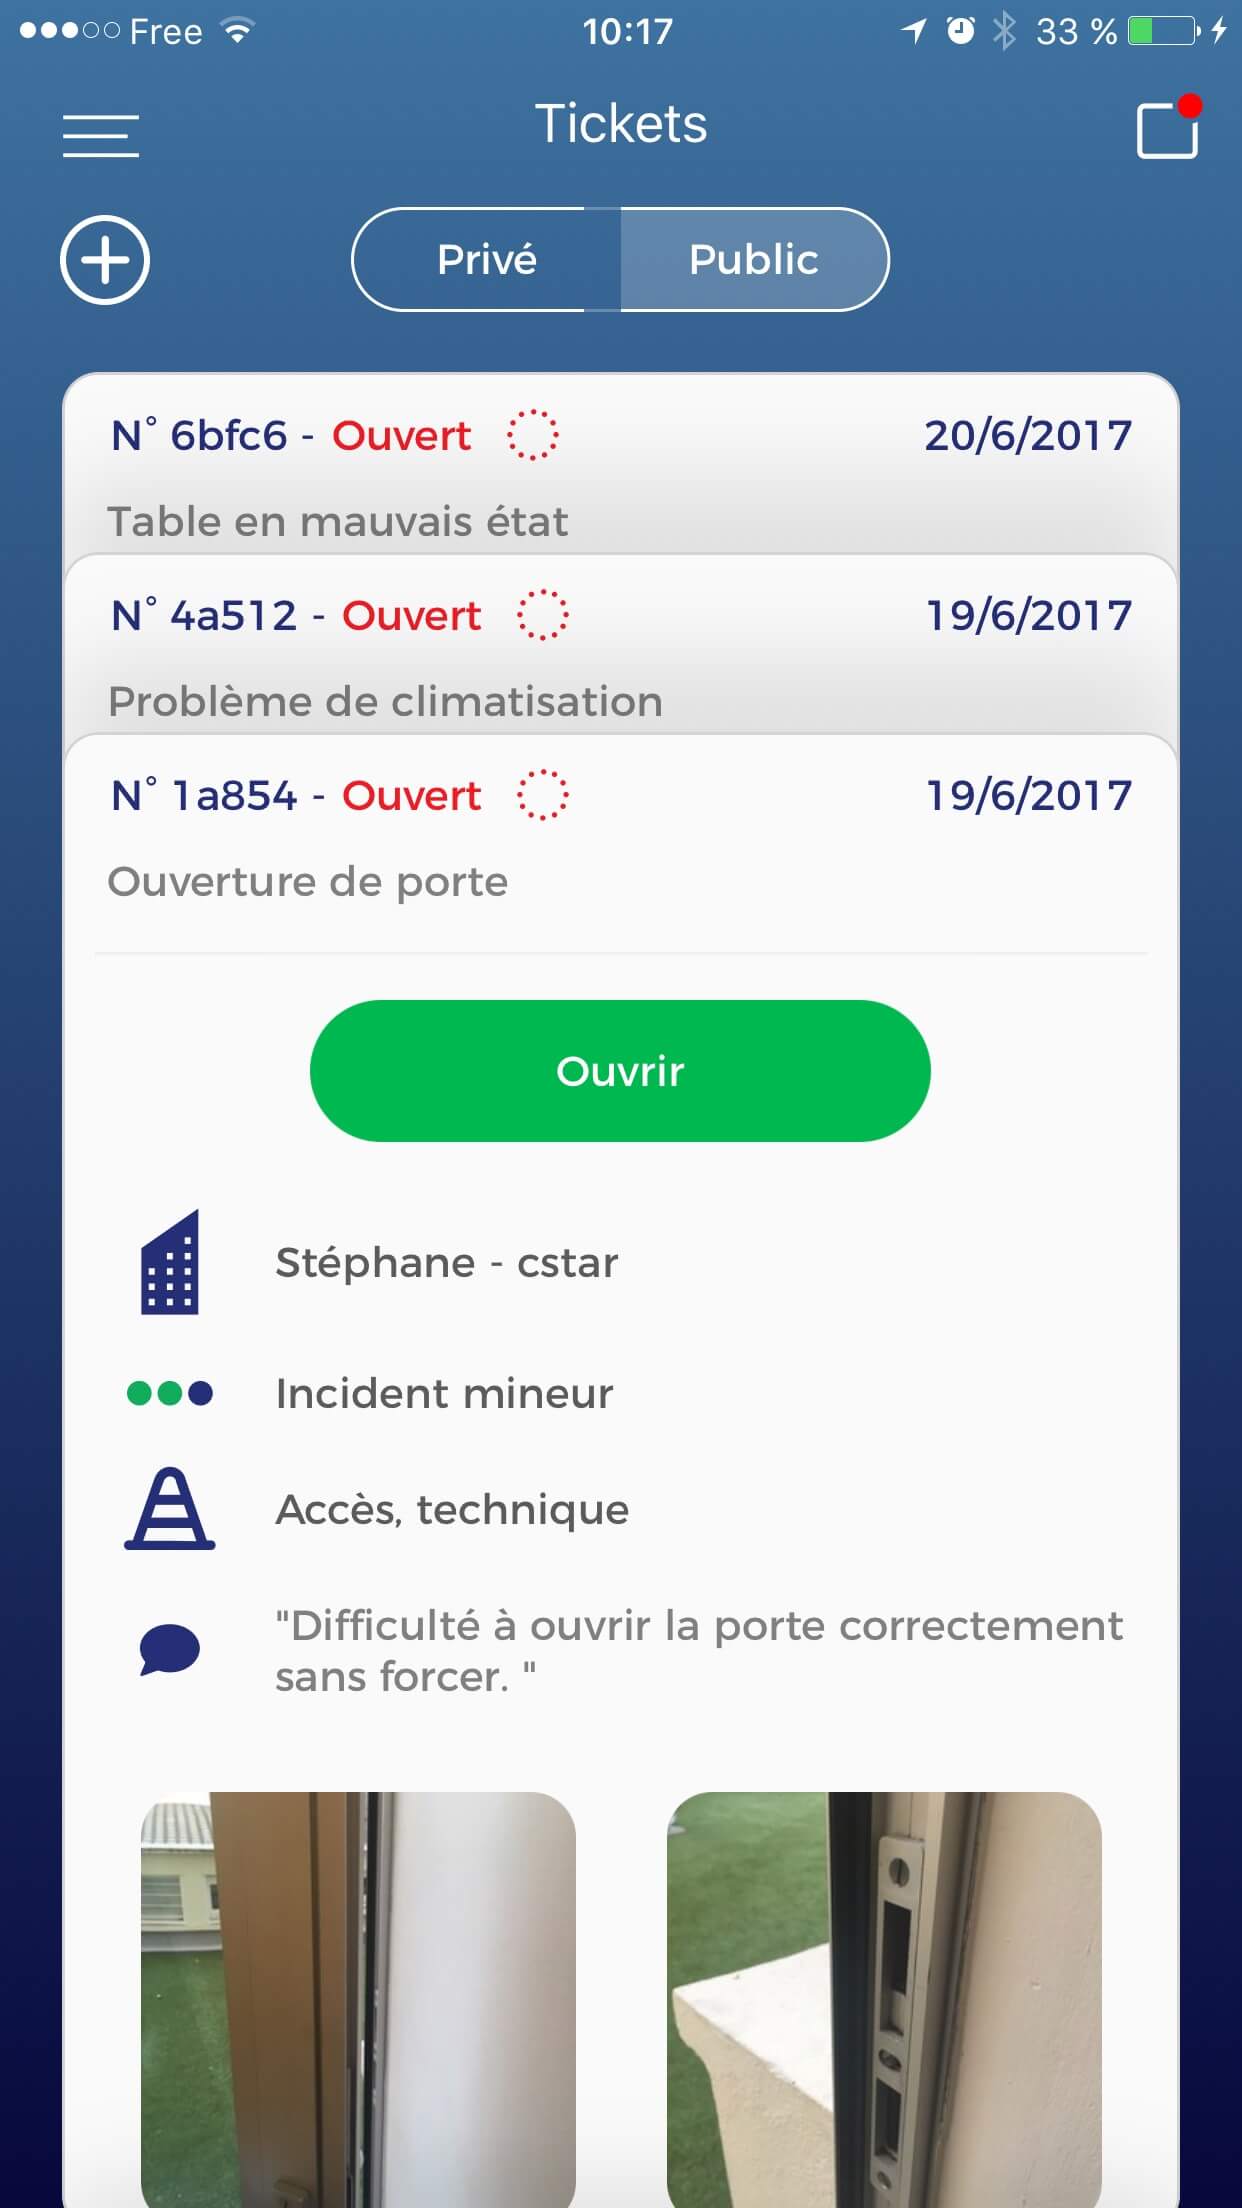 Free 10:17 33 %
Tickets
Privé Public
N° 6bfc6 - Ouvert 20/6/2017
Table en mauvais état
N° 4a512 - Ouvert 19/6/2017
Problème de climatisation
N° 1a854 - Ouvert 19/6/2017
Ouverture de porte
Ouvrir
Stéphane - cstar
Incident mineur
Accès, technique
"Difficulté à ouvrir la porte correctement
sans forcer. "